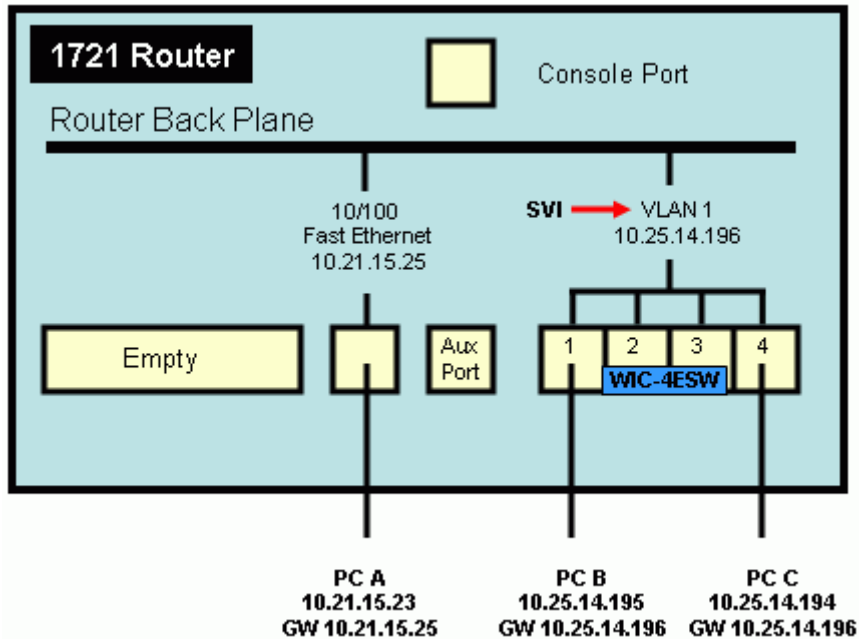 1721 Router
Console Port
Router Back Plane
10/100
Fast Ethernet
10.21.15.25
SVI
VLAN 1
10.25.14.196
Empty
Aux
Port
1
2
3
4
WIC-4ESW
PC A
10.21.15.23
GW 10.21.15.25
PC B
10.25.14.195
GW 10.25.14.196
PC C
10.25.14.194
GW 10.25.14.196